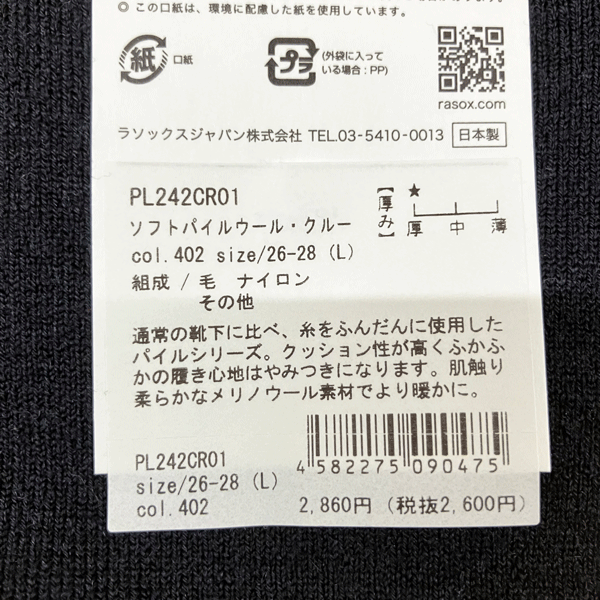 ◎ この口紙は、環境に配慮した紙を使用しています。
紙
口紙
プラ
(外袋に入って
いる場合:PP)
rasox.com
ラソックスジャパン株式会社 TEL.03-5410-0013 日本製
PL242CR01
ソフトパイルウール・クルー
col.402 size/26-28 (L)
組成 / 毛 ナイロン
その他
【厚み】
★
厚 中 薄
通常の靴下に比べ、糸をふんだんに使用した
パイルシリーズ。クッション性が高くふかふ
かの履き心地はやみつきになります。肌触り
柔らかなメリノウール素材でより暖かに。
PL242CR01
size/26-28 (L)
col.402
4 582275 090475
2,860円 (税抜2,600円)